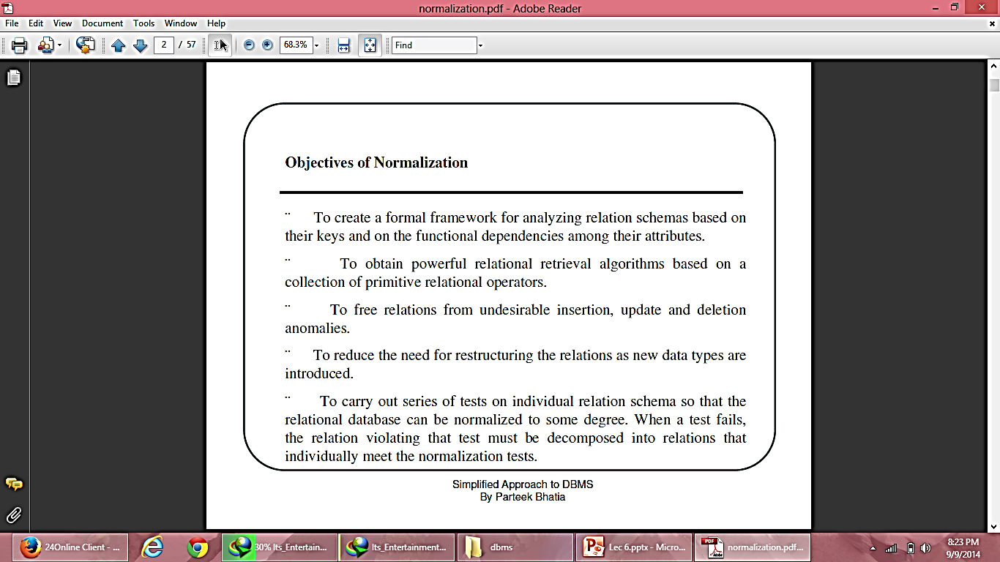 normalization.pdf - Adobe Reader
File Edit View Document Tools Window Help
2 / 57 68.3% Find
Objectives of Normalization
¨ To create a formal framework for analyzing relation schemas based on
their keys and on the functional dependencies among their attributes.
¨ To obtain powerful relational retrieval algorithms based on a
collection of primitive relational operators.
¨ To free relations from undesirable insertion, update and deletion
anomalies.
¨ To reduce the need for restructuring the relations as new data types are
introduced.
¨ To carry out series of tests on individual relation schema so that the
relational database can be normalized to some degree. When a test fails,
the relation violating that test must be decomposed into relations that
individually meet the normalization tests.
Simplified Approach to DBMS
By Parteek Bhatia
24Online Client - ... 30% Its_Entertain... Its_Entertainment... dbms Lec 6.pptx - Micro... normalization.pdf...
8:23 PM
9/9/2014